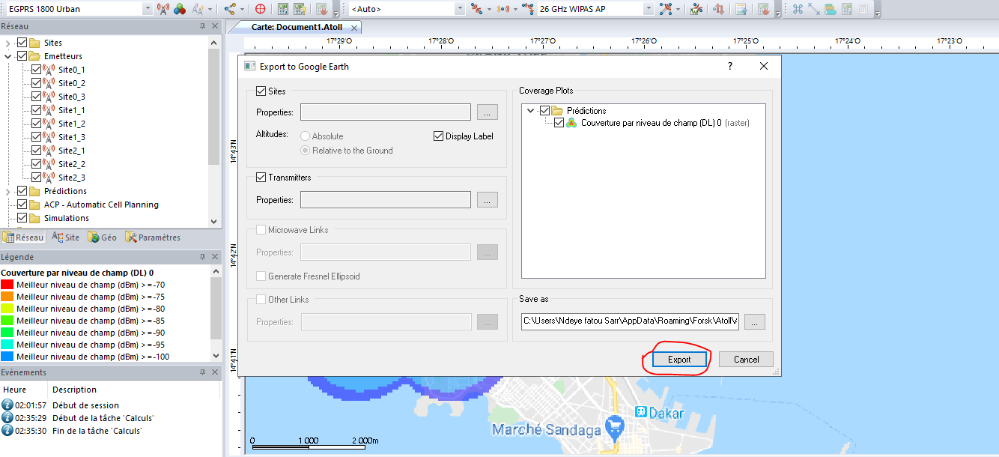 EGPRS 1800 Urban
<Auto>
26 GHz WIPAS AP
Réseau
Sites
Emetteurs
Site0_1
Site0_2
Site0_3
Site1_1
Site1_2
Site1_3
Site2_1
Site2_2
Site2_3
Prédictions
ACP - Automatic Cell Planning
Simulations
Réseau Site Géo Paramètres
Légende
Couverture par niveau de champ (DL) 0
Meilleur niveau de champ (dBm) >=-70
Meilleur niveau de champ (dBm) >=-75
Meilleur niveau de champ (dBm) >=-80
Meilleur niveau de champ (dBm) >=-85
Meilleur niveau de champ (dBm) >=-90
Meilleur niveau de champ (dBm) >=-95
Meilleur niveau de champ (dBm) >=-100
Evènements
Heure Description
02:01:57 Début de session
02:35:29 Début de la tâche 'Calculs'
02:35:30 Fin de la tâche 'Calculs'
Carte: Document1.Atoll
17°29'O 17°28'O 17°27'O 17°26'O 17°25'O 17°24'O 17°23'O
14°43'N
14°42'N
14°41'N
Export to Google Earth
?
Sites
Properties:
...
Altitudes:
Absolute
Display Label
Relative to the Ground
Transmitters
Properties:
...
Microwave Links
Properties:
...
Generate Fresnel Ellipsoid
Other Links
Properties:
...
Coverage Plots
Prédictions
Couverture par niveau de champ (DL) 0 (raster)
Save as
C:\Users\Ndeye fatou Sarr\AppData\Roaming\Forsk\Atoll\
...
Export
Cancel
Dakar
Marché Sandaga
0 1 000 2 000m